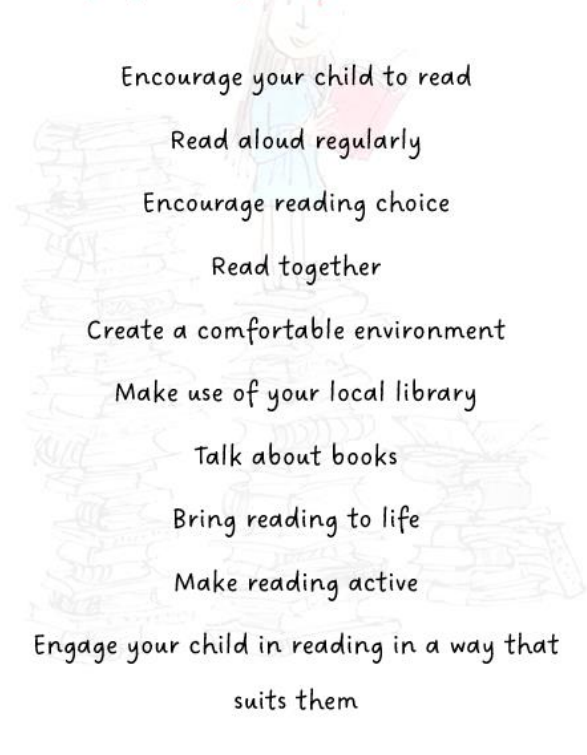 Encourage your child to read
Read aloud regularly
Encourage reading choice
Read together
Create a comfortable environment
Make use of your local library
Talk about books
Bring reading to life
Make reading active
Engage your child in reading in a way that
suits them